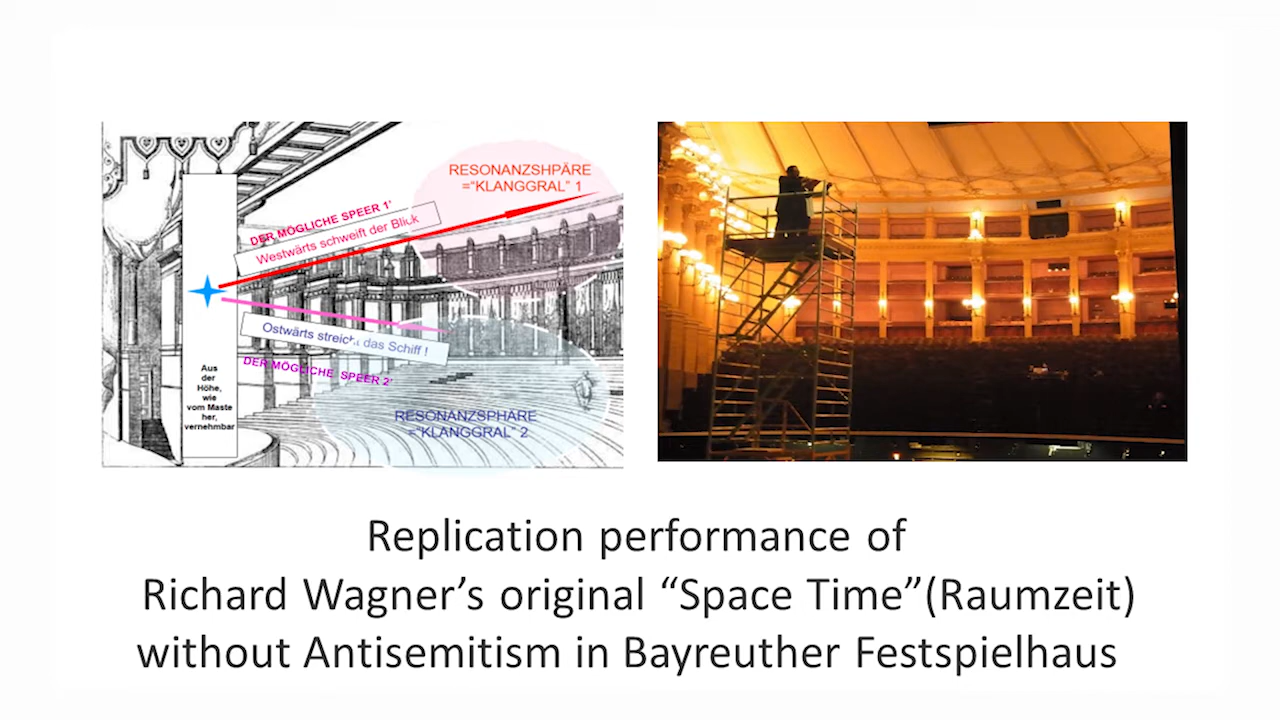 RESONANZSHPÄRE
="KLANGGRAL" 1
DER MÖGLICHE SPEER 1'
Westwärts schweift der Blick
Ostwärts streicht das Schiff !
DER MÖGLICHE SPEER 2'
Aus
der
Höhe,
wie
vom Maste
her,
vernehmbar
RESONANZSPHÄRE
="KLANGGRAL" 2
Replication performance of
Richard Wagner’s original “Space Time”(Raumzeit)
without Antisemitism in Bayreuther Festspielhaus